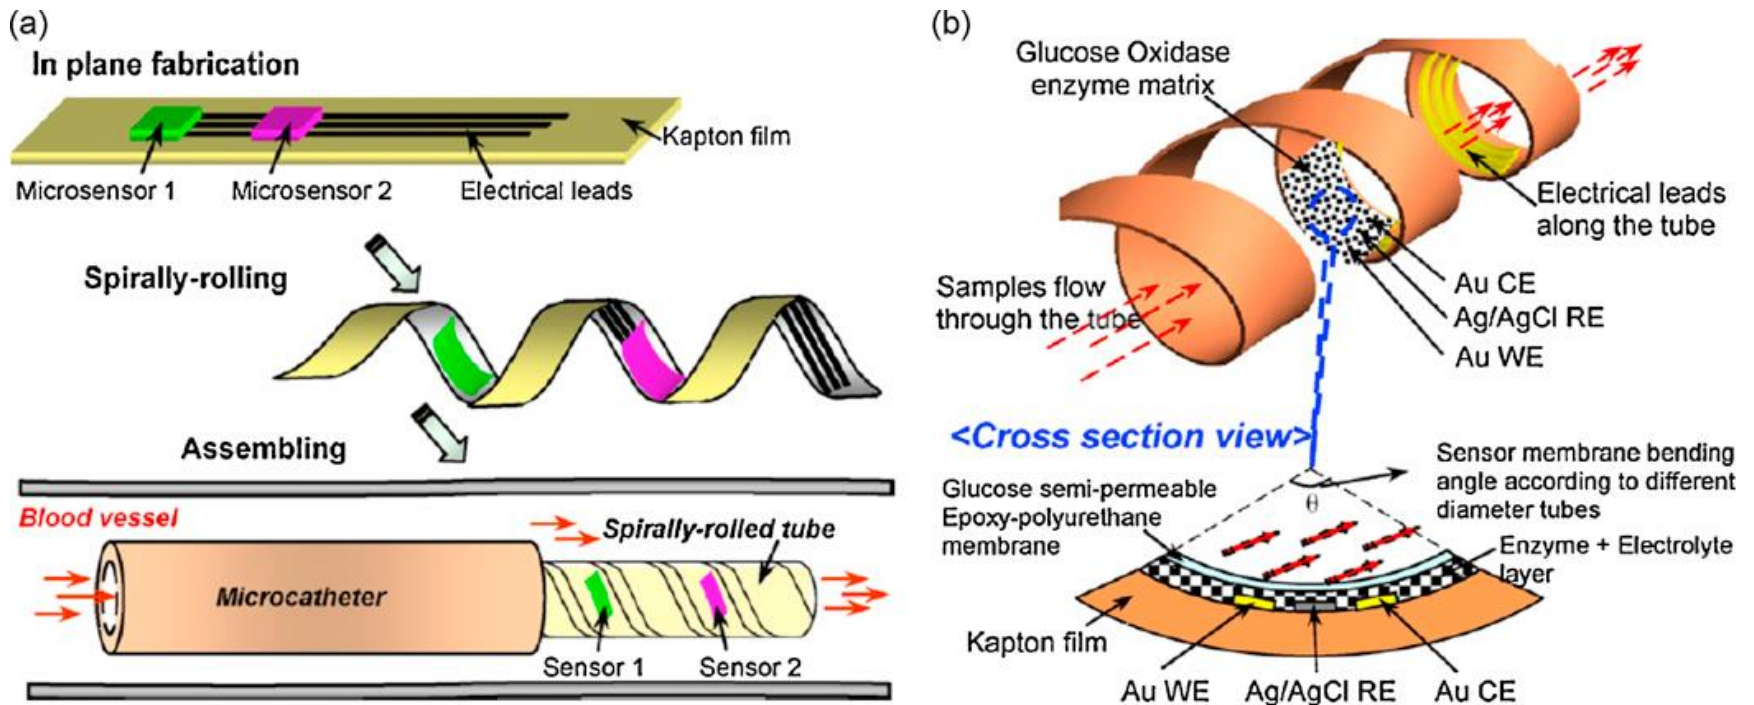 (a)
In plane fabrication
Kapton film
Microsensor 1
Microsensor 2
Electrical leads
Spirally-rolling
Assembling
Blood vessel
Spirally-rolled tube
Microcatheter
Sensor 1
Sensor 2
(b)
Glucose Oxidase
enzyme matrix
Electrical leads
along the tube
Samples flow
through the tube
Au CE
Ag/AgCl RE
Au WE
<Cross section view>
Sensor membrane bending
angle according to different
diameter tubes
θ
Glucose semi-permeable
Epoxy-polyurethane
membrane
Enzyme + Electrolyte
layer
Kapton film
Au WE
Ag/AgCl RE
Au CE